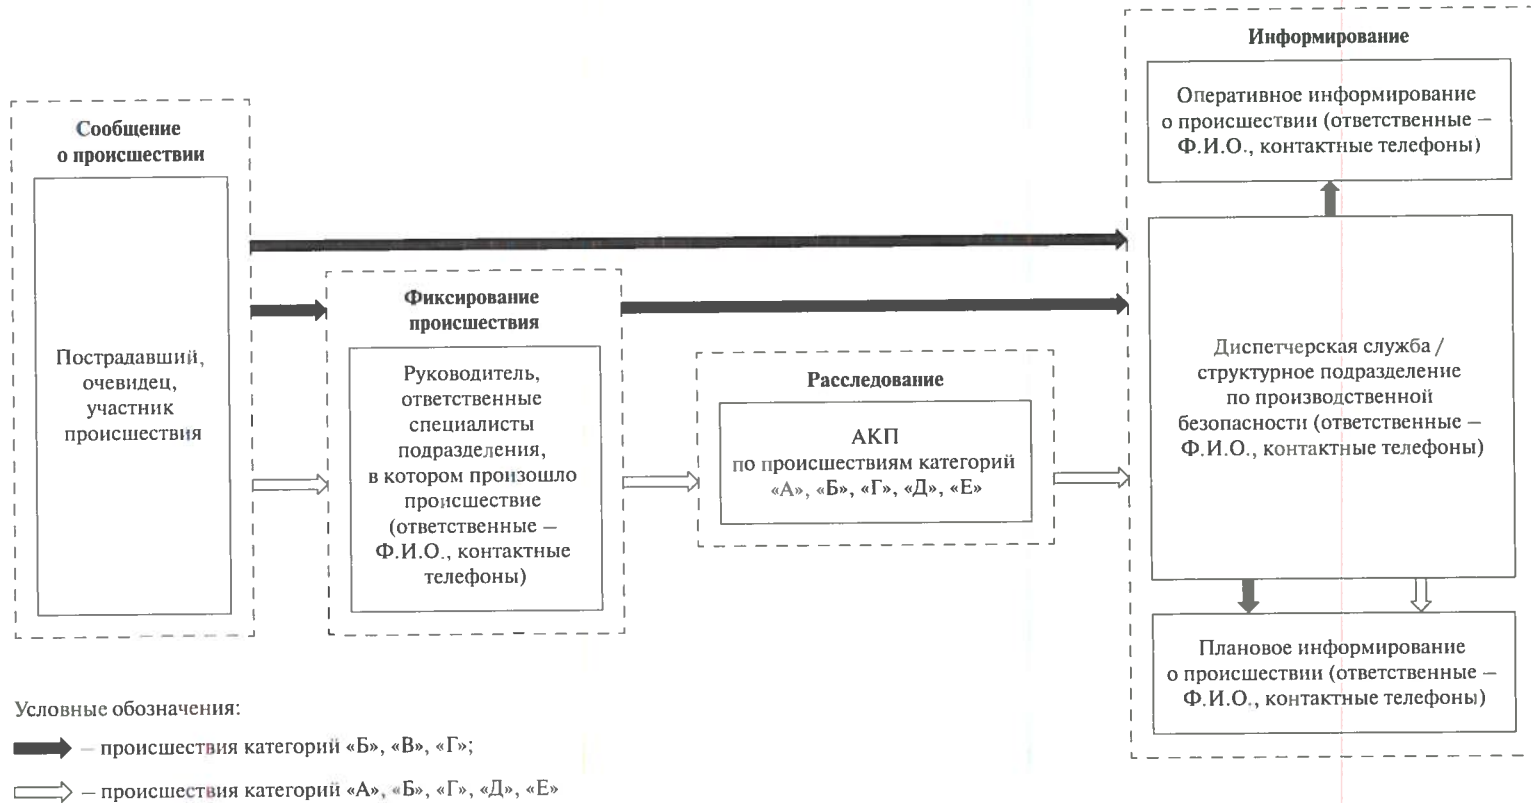 Сообщение
о происшествии
Пострадавший,
очевидец,
участник
происшествия
Фиксирование
происшествия
Руководитель,
ответственные
специалисты
подразделения,
в котором произошло
происшествие
(ответственные –
Ф.И.О., контактные
телефоны)
Расследование
АКП
по происшествиям категорий
«А», «Б», «Г», «Д», «Е»
Информирование
Оперативное информирование
о происшествии (ответственные –
Ф.И.О., контактные телефоны)
Диспетчерская служба /
структурное подразделение
по производственной
безопасности (ответственные –
Ф.И.О., контактные телефоны)
Плановое информирование
о происшествии (ответственные –
Ф.И.О., контактные телефоны)
Условные обозначения:
– происшествия категорий «Б», «В», «Г»;
– происшествия категорий «А», «Б», «Г», «Д», «Е»